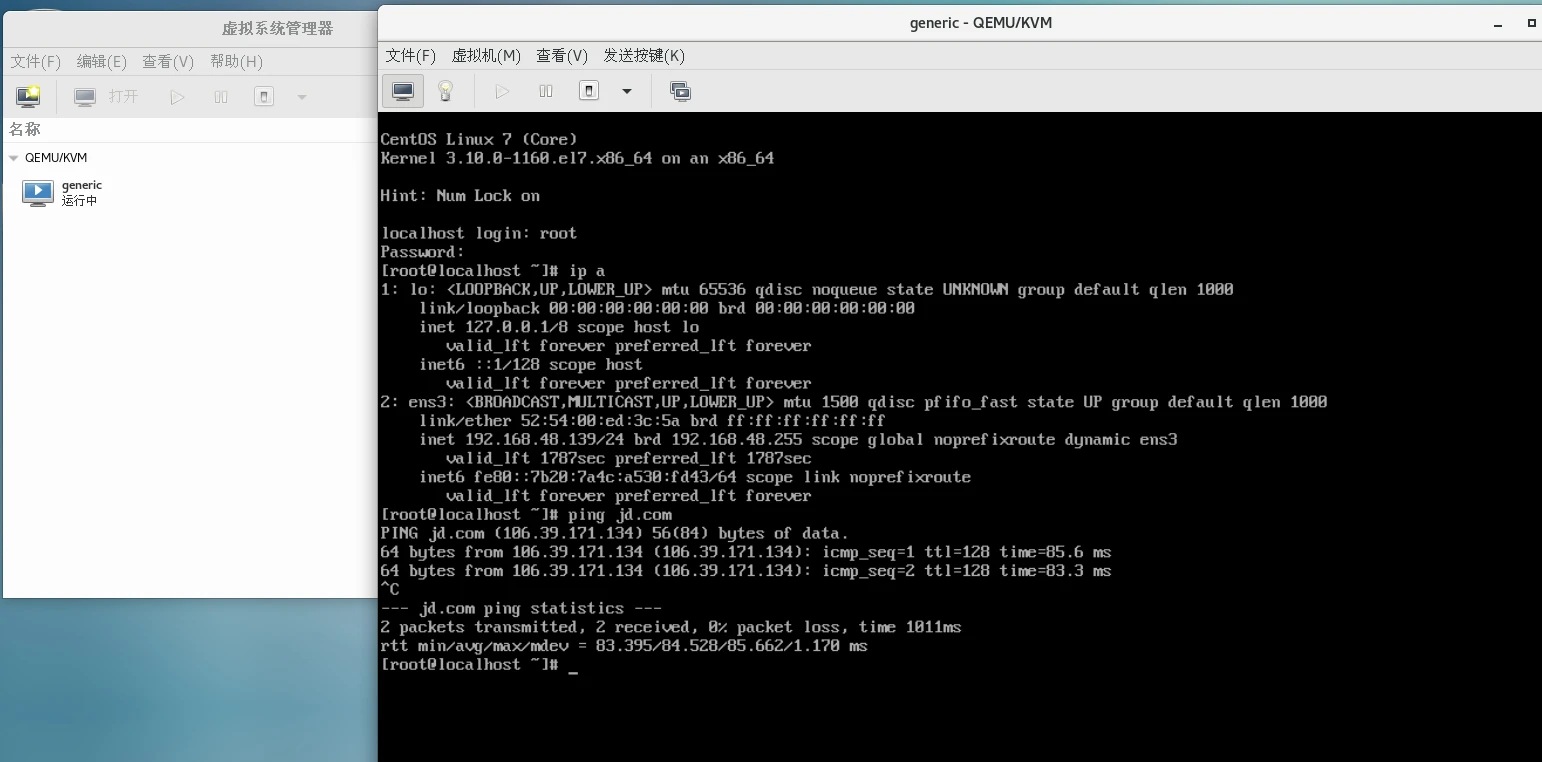 虚拟系统管理器
文件(F) 编辑(E) 查看(V) 帮助(H)
打开
名称
QEMU/KVM
generic
运行中
generic - QEMU/KVM
文件(F) 虚拟机(M) 查看(V) 发送按键(K)
CentOS Linux 7 (Core)
Kernel 3.10.0-1160.el7.x86_64 on an x86_64
Hint: Num Lock on
localhost login: root
Password:
[root@localhost ~]# ip a
1: lo: <LOOPBACK,UP,LOWER_UP> mtu 65536 qdisc noqueue state UNKNOWN group default qlen 1000
link/loopback 00:00:00:00:00:00 brd 00:00:00:00:00:00
inet 127.0.0.1/8 scope host lo
valid_lft forever preferred_lft forever
inet6 ::1/128 scope host
valid_lft forever preferred_lft forever
2: ens3: <BROADCAST,MULTICAST,UP,LOWER_UP> mtu 1500 qdisc pfifo_fast state UP group default qlen 1000
link/ether 52:54:00:ed:3c:5a brd ff:ff:ff:ff:ff:ff
inet 192.168.48.139/24 brd 192.168.48.255 scope global noprefixroute dynamic ens3
valid_lft 1787sec preferred_lft 1787sec
inet6 fe80::7b20:7a4c:a530:fd43/64 scope link noprefixroute
valid_lft forever preferred_lft forever
[root@localhost ~]# ping jd.com
PING jd.com (106.39.171.134) 56(84) bytes of data.
64 bytes from 106.39.171.134 (106.39.171.134): icmp_seq=1 ttl=128 time=85.6 ms
64 bytes from 106.39.171.134 (106.39.171.134): icmp_seq=2 ttl=128 time=83.3 ms
^C
--- jd.com ping statistics ---
2 packets transmitted, 2 received, 0% packet loss, time 1011ms
rtt min/avg/max/mdev = 83.395/84.528/85.662/1.170 ms
[root@localhost ~]# _